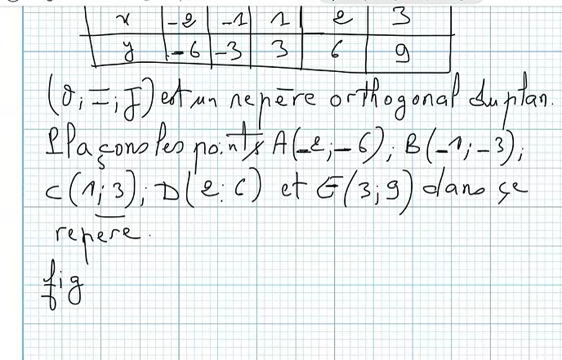 x -2 -1 1 2 3
y -6 -3 3 6 9
(O, I, J) est un repère orthogonal du plan.
Plaçons les points A(-2; -6), B(-1; -3),
C(1; 3), D(2; 6) et E(3; 9) dans ce
repere.
fig